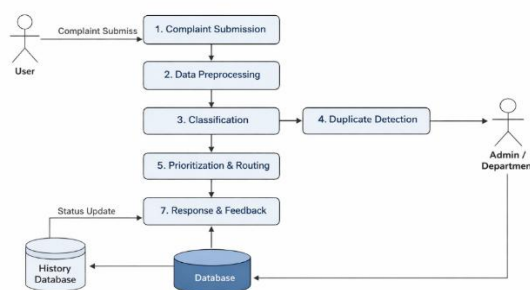 Complaint Submiss
1. Complaint Submission
User
2. Data Preprocessing
3. Classification
4. Duplicate Detection
Admin /
Departmen
5. Prioritization & Routing
Status Update
7. Response & Feedback
History
Database
Database